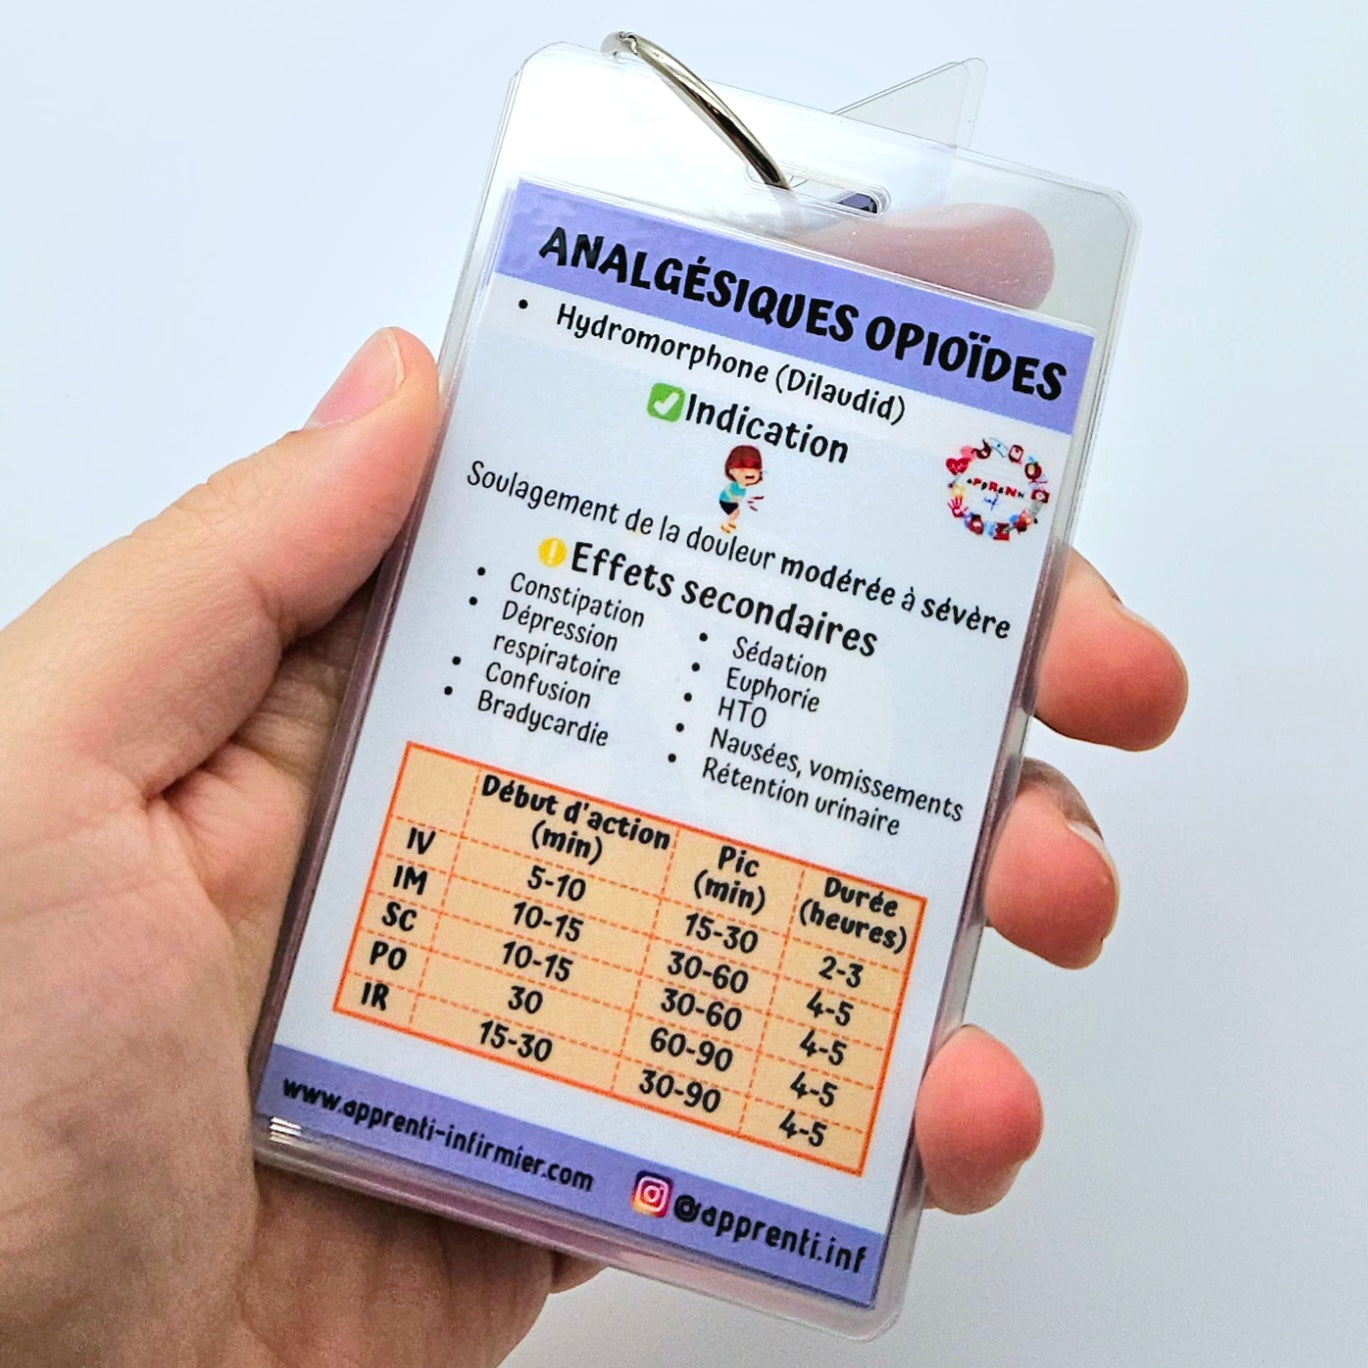 ANALGÉSIQUES OPIOÏDES
• Hydromorphone (Dilaudid)
Indication
Soulagement de la douleur modérée à sévère
Effets secondaires
• Constipation
• Dépression
respiratoire
• Confusion
• Bradycardie
• Sédation
• Euphorie
• HTO
• Nausées, vomissements
• Rétention urinaire
Début d'action (min) Pic (min) Durée (heures)
IV 5-10 15-30 2-3
IM 10-15 30-60 4-5
SC 10-15 30-60 4-5
PO 30 60-90 4-5
IR 15-30 30-90 4-5
www.apprenti-infirmier.com
@apprenti.inf